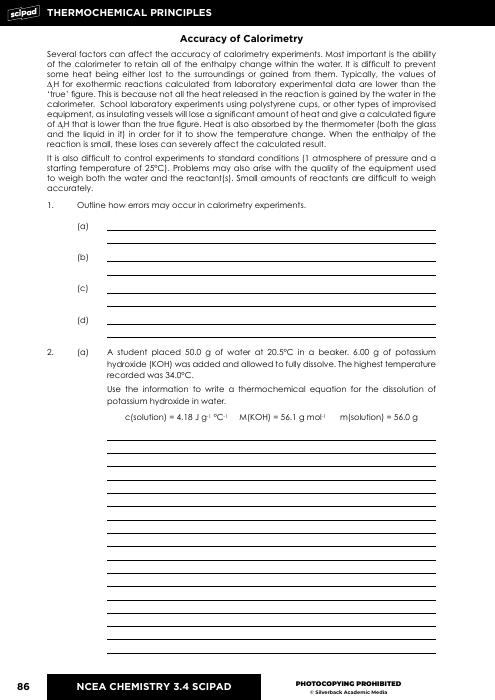 scipad THERMOCHEMICAL PRINCIPLES
Accuracy of Calorimetry
Several factors can affect the accuracy of calorimetry experiments. Most important is the ability
of the calorimeter to retain all of the enthalpy change within the water. It is difficult to prevent
some heat being either lost to the surroundings or gained from them. Typically, the values of
ΔrH for exothermic reactions calculated from laboratory experimental data are lower than the
'true' figure. This is because not all the heat released in the reaction is gained by the water in the
calorimeter. School laboratory experiments using polystyrene cups, or other types of improvised
equipment, as insulating vessels will lose a significant amount of heat and give a calculated figure
of ΔrH that is lower than the true figure. Heat is also absorbed by the thermometer (both the glass
and the liquid in it) in order for it to show the temperature change. When the enthalpy of the
reaction is small, these loses can severely affect the calculated result.
It is also difficult to control experiments to standard conditions (1 atmosphere of pressure and a
starting temperature of 25°C). Problems may also arise with the quality of the equipment used
to weigh both the water and the reactant(s). Small amounts of reactants are difficult to weigh
accurately.
1. Outline how errors may occur in calorimetry experiments.
(a)
(b)
(c)
(d)
2. (a) A student placed 50.0 g of water at 20.5°C in a beaker. 6.00 g of potassium
hydroxide (KOH) was added and allowed to fully dissolve. The highest temperature
recorded was 34.0°C.
Use the information to write a thermochemical equation for the dissolution of
potassium hydroxide in water.
c(solution) = 4.18 J g⁻¹ °C⁻¹ M(KOH) = 56.1 g mol⁻¹ m(solution) = 56.0 g
86 NCEA CHEMISTRY 3.4 SCIPAD
PHOTOCOPYING PROHIBITED
© Silverback Academic Media